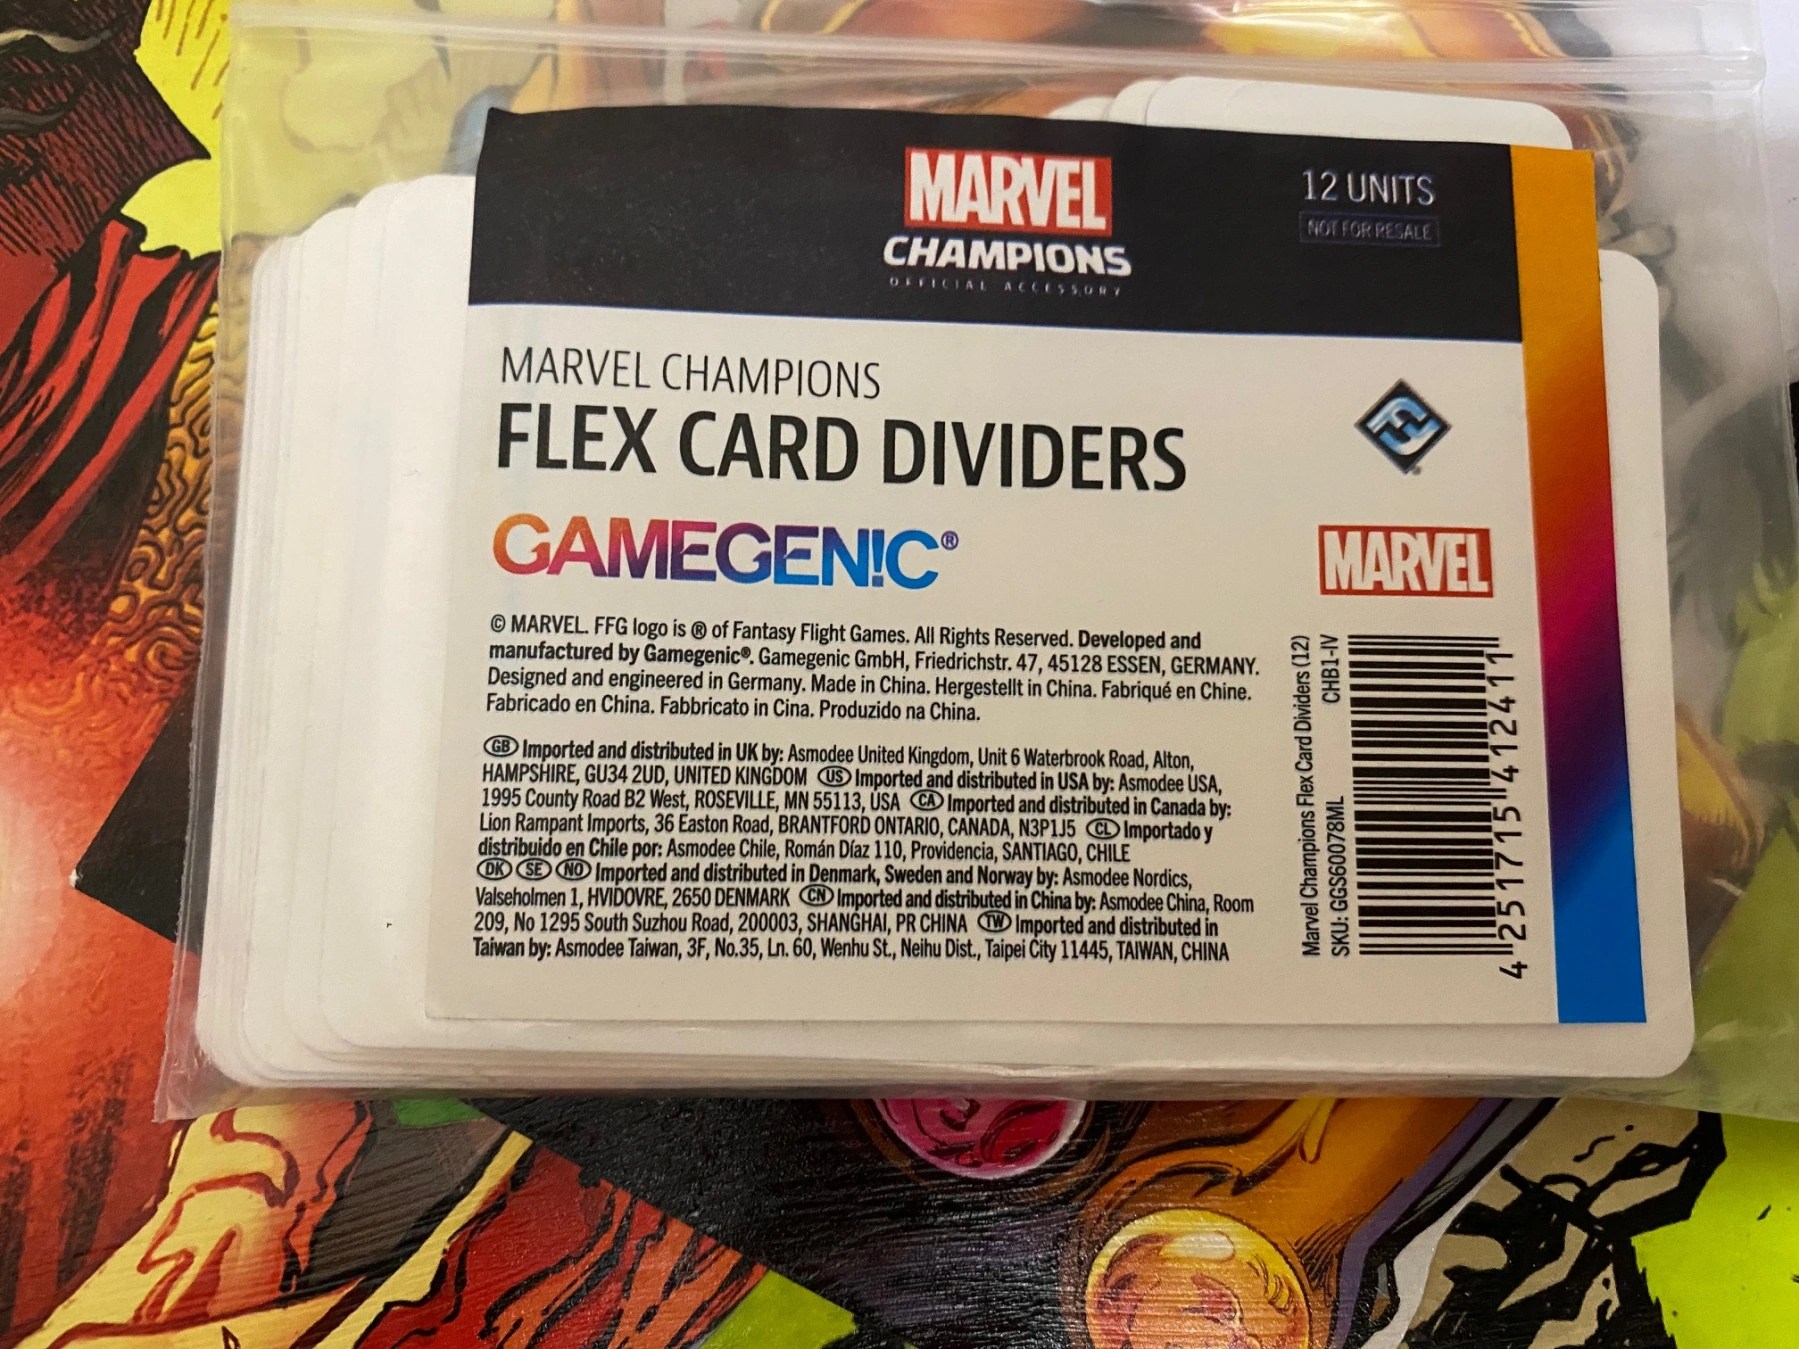 MARVEL
CHAMPIONS
OFFICIAL ACCESSORY
12 UNITS
NOT FOR RESALE
MARVEL CHAMPIONS
FLEX CARD DIVIDERS
GAMEGEN!C®
MARVEL
© MARVEL. FFG logo is ® of Fantasy Flight Games. All Rights Reserved. Developed and
manufactured by Gamegenic®. Gamegenic GmbH, Friedrichstr. 47, 45128 ESSEN, GERMANY.
Designed and engineered in Germany. Made in China. Hergestellt in China. Fabriqué en Chine.
Fabricado en China. Fabbricato in Cina. Produzido na China.
GB Imported and distributed in UK by: Asmodee United Kingdom, Unit 6 Waterbrook Road, Alton,
HAMPSHIRE, GU34 2UD, UNITED KINGDOM US Imported and distributed in USA by: Asmodee USA,
1995 County Road B2 West, ROSEVILLE, MN 55113, USA CA Imported and distributed in Canada by:
Lion Rampant Imports, 36 Easton Road, BRANTFORD ONTARIO, CANADA, N3P1J5 CL Importado y
distribuido en Chile por: Asmodee Chile, Román Díaz 110, Providencia, SANTIAGO, CHILE
DK SE NO Imported and distributed in Denmark, Sweden and Norway by: Asmodee Nordics,
Valseholmen 1, HVIDOVRE, 2650 DENMARK CN Imported and distributed in China by: Asmodee China, Room
209, No 1295 South Suzhou Road, 200003, SHANGHAI, PR CHINA TW Imported and distributed in
Taiwan by: Asmodee Taiwan, 3F, No.35, Ln. 60, Wenhu St., Neihu Dist., Taipei City 11445, TAIWAN, CHINA
Marvel Champions Flex Card Dividers (12)
SKU: GGS60078ML CHB1-IV
4 251715 412411